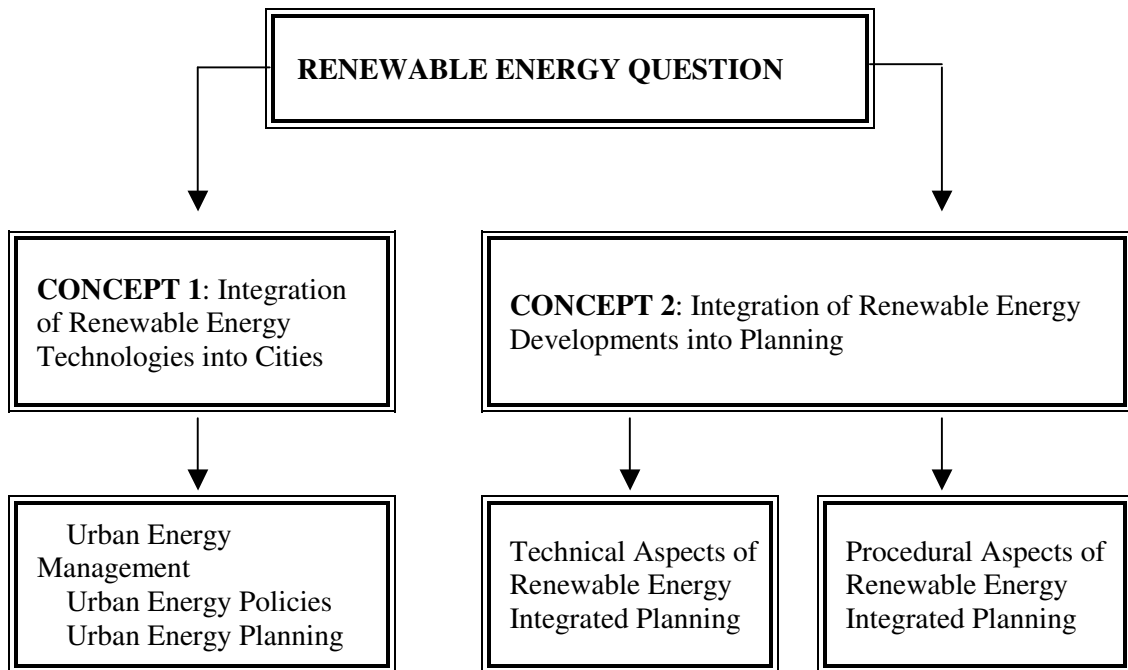 RENEWABLE ENERGY QUESTION
CONCEPT 1: Integration
of Renewable Energy
Technologies into Cities
CONCEPT 2: Integration of Renewable Energy
Developments into Planning
Urban Energy
Management
Urban Energy Policies
Urban Energy Planning
Technical Aspects of
Renewable Energy
Integrated Planning
Procedural Aspects of
Renewable Energy
Integrated Planning